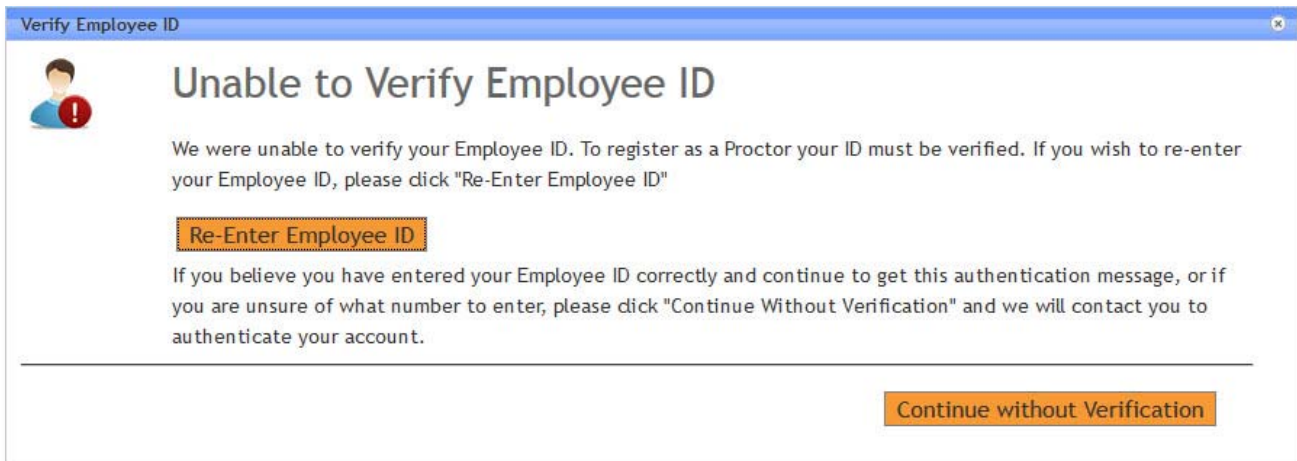 Verify Employee ID
Unable to Verify Employee ID
We were unable to verify your Employee ID. To register as a Proctor your ID must be verified. If you wish to re-enter
your Employee ID, please click "Re-Enter Employee ID"
Re-Enter Employee ID
If you believe you have entered your Employee ID correctly and continue to get this authentication message, or if
you are unsure of what number to enter, please click "Continue Without Verification" and we will contact you to
authenticate your account.
Continue without Verification